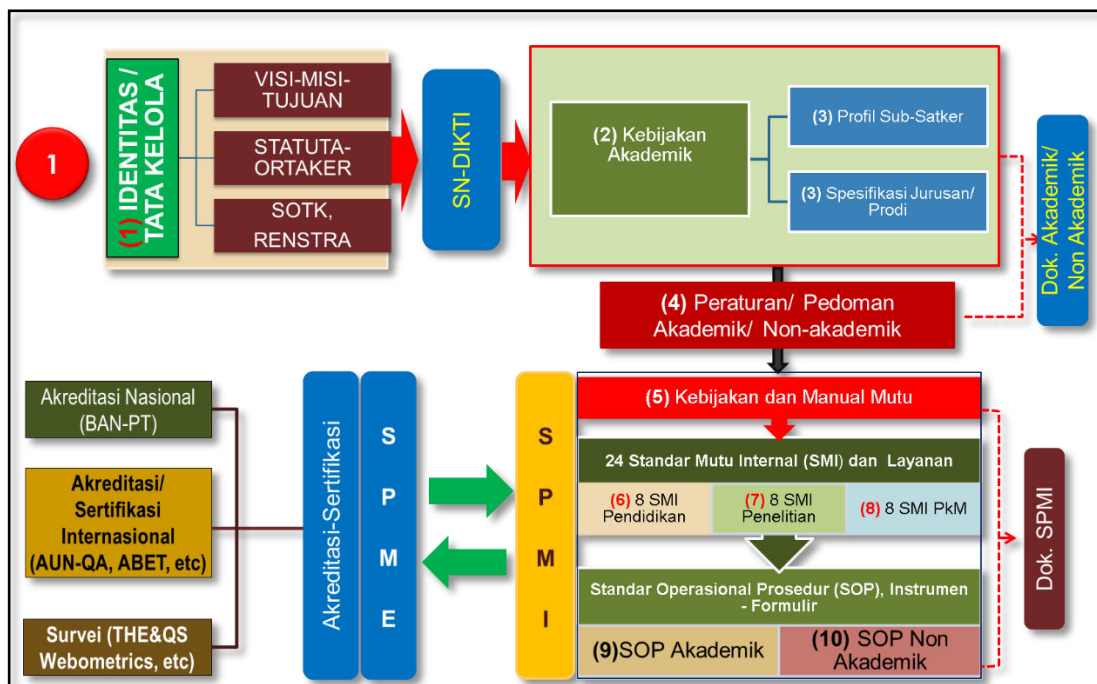 1
(1) IDENTITAS /
TATA KELOLA
VISI-MISI-
TUJUAN
STATUTA-
ORTAKER
SOTK,
RENSTRA
SN-DIKTI
(2) Kebijakan
Akademik
(3) Profil Sub-Satker
(3) Spesifikasi Jurusan/
Prodi
Dok. Akademik/
Non Akademik
(4) Peraturan/ Pedoman
Akademik/ Non-akademik
Akreditasi Nasional
(BAN-PT)
Akreditasi/
Sertifikasi
Internasional
(AUN-QA, ABET, etc)
Survei (THE&QS
Webometrics, etc)
Akreditasi-Sertifikasi
S
P
M
E
S
P
M
I
(5) Kebijakan dan Manual Mutu
24 Standar Mutu Internal (SMI) dan Layanan
(6) 8 SMI
Pendidikan
(7) 8 SMI
Penelitian
(8) 8 SMI PkM
Standar Operasional Prosedur (SOP), Instrumen
- Formulir
(9)SOP Akademik
(10) SOP Non
Akademik
Dok. SPMI